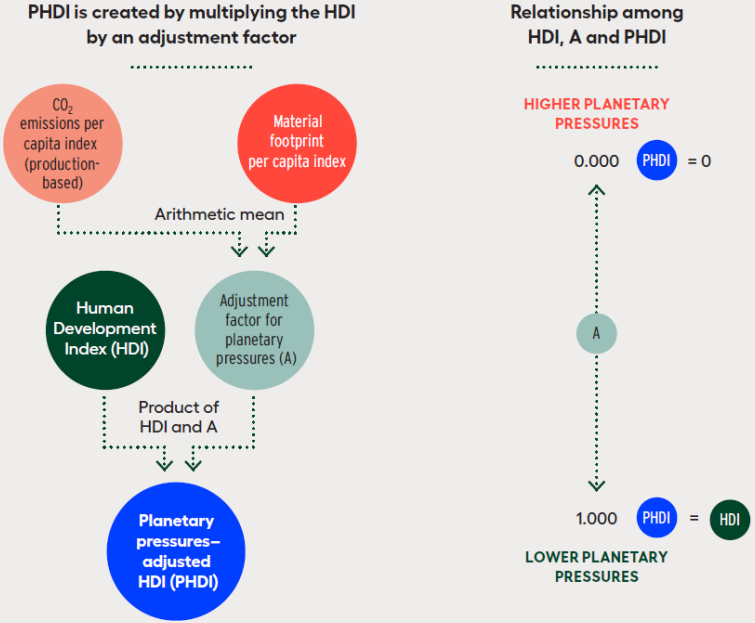 PHDI is created by multiplying the HDI
by an adjustment factor
CO₂
emissions per
capita index
(production-
based)
Material
footprint
per capita index
Arithmetic mean
Human
Development
Index (HDI)
Adjustment
factor for
planetary
pressures (A)
Product of
HDI and A
Planetary
pressures–
adjusted
HDI (PHDI)
Relationship among
HDI, A and PHDI
HIGHER PLANETARY
PRESSURES
0.000 PHDI = 0
A
1.000 PHDI = HDI
LOWER PLANETARY
PRESSURES